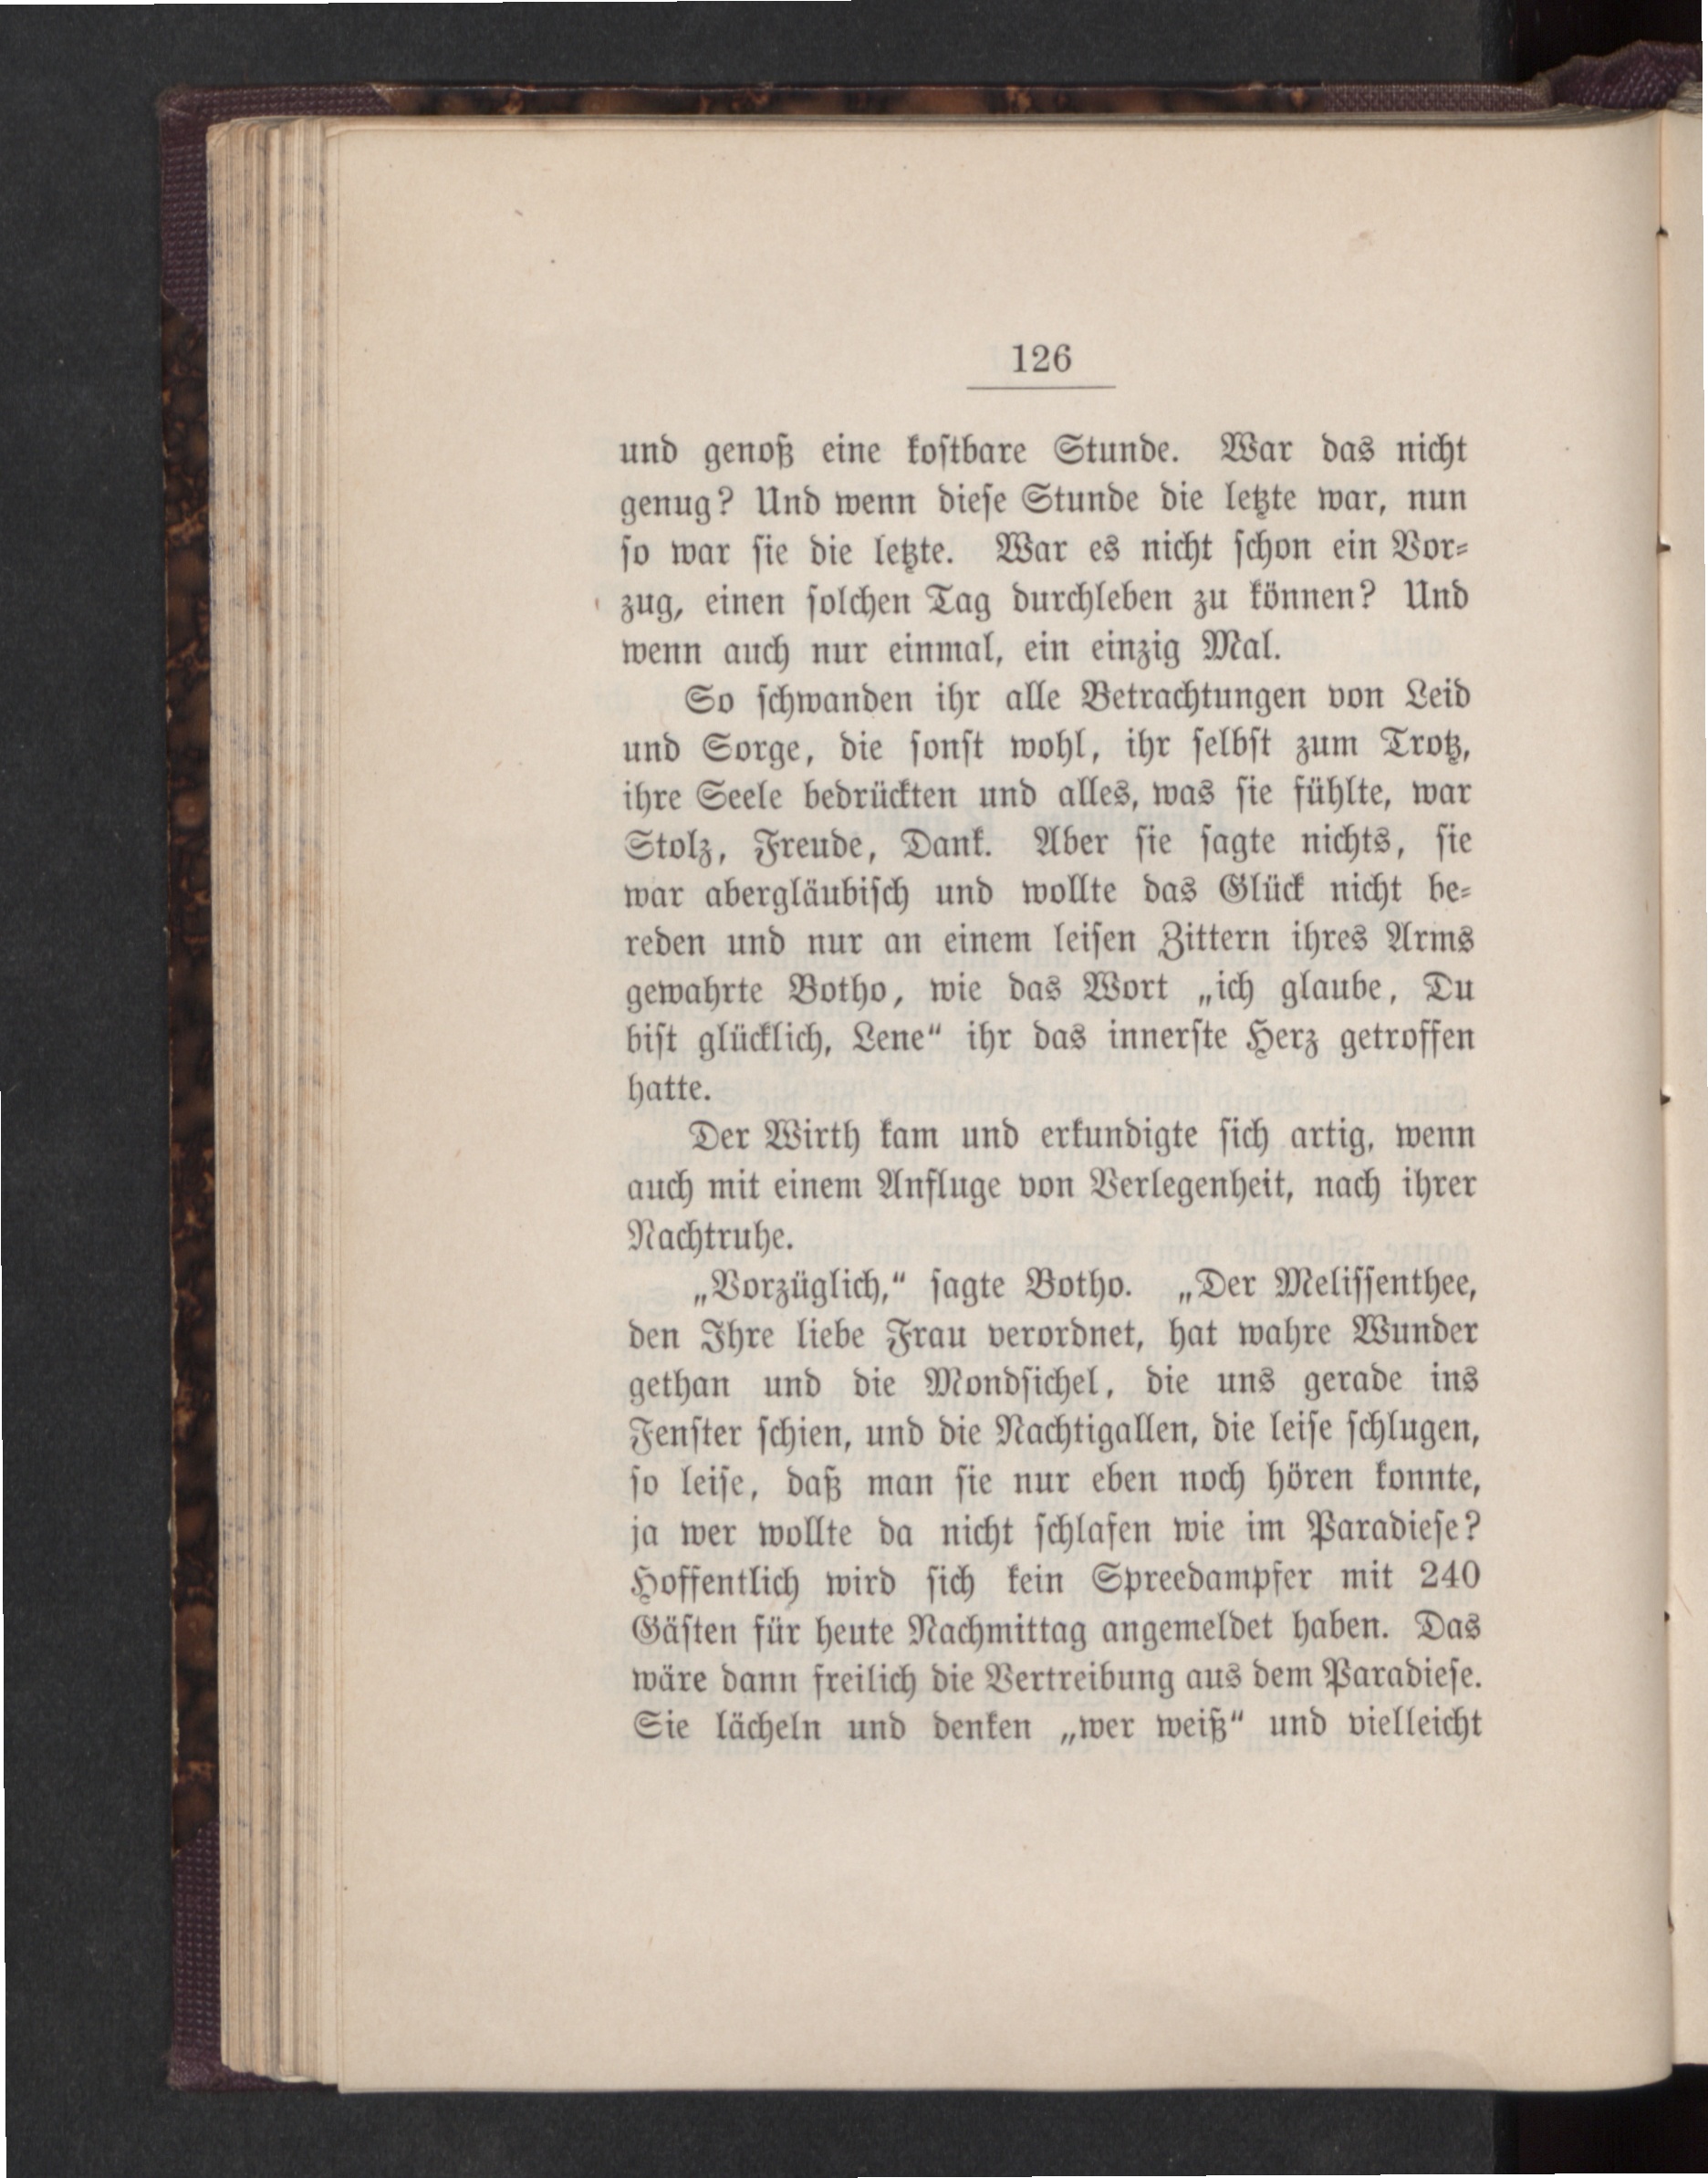 126
und genoß eine koſtbare Stunde. War das nicht
genug? Und wenn dieſe Stunde die letzte war, nun
ſo war ſie die letzte. War es nicht ſchon ein Vor⸗
zug, einen ſolchen Tag durchleben zu können? Und
wenn auch nur einmal, ein einzig Mal.
So ſchwanden ihr alle Betrachtungen von Leid
und Sorge, die ſonſt wohl, ihr ſelbſt zum Trotz,
ihre Seele bedrückten und alles, was ſie fühlte, war
Stolz, Freude, Dank. Aber ſie ſagte nichts, ſie
war abergläubiſch und wollte das Glück nicht be⸗
reden und nur an einem leiſen Zittern ihres Arms
gewahrte Botho, wie das Wort „ich glaube, Du
biſt glücklich, Lene“ ihr das innerſte Herz getroffen
hatte.
Der Wirth kam und erkundigte ſich artig, wenn
auch mit einem Anfluge von Verlegenheit, nach ihrer
Nachtruhe.
„Vorzüglich,“ ſagte Botho. „Der Meliſſenthee,
den Ihre liebe Frau verordnet, hat wahre Wunder
gethan und die Mondſichel, die uns gerade ins
Fenſter ſchien, und die Nachtigallen, die leiſe ſchlugen,
ſo leiſe, daß man ſie nur eben noch hören konnte,
ja wer wollte da nicht ſchlafen wie im Paradieſe?
Hoffentlich wird ſich kein Spreedampfer mit 240
Gäſten für heute Nachmittag angemeldet haben. Das
wäre dann freilich die Vertreibung aus dem Paradieſe.
Sie lächeln und denken „wer weiß“ und vielleicht